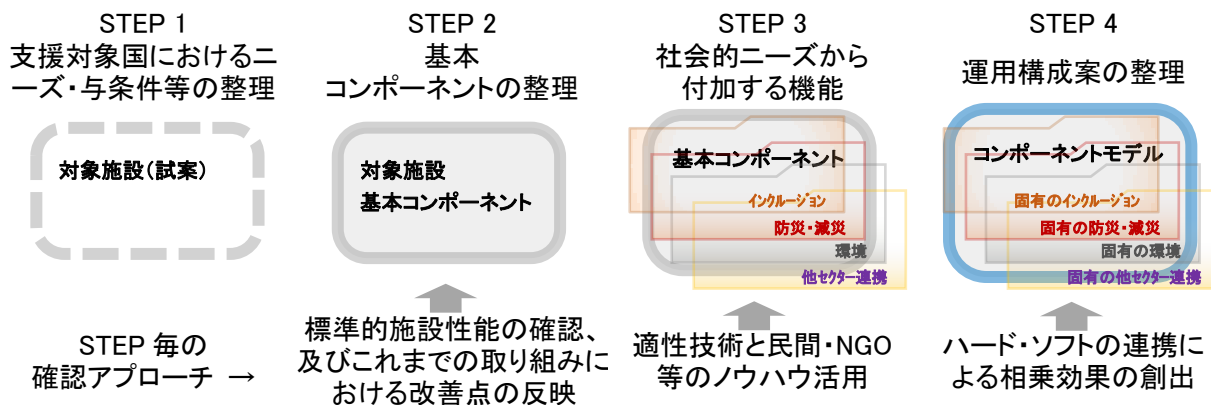 STEP 1
支援対象国におけるニ
ーズ・与条件等の整理
対象施設(試案)
STEP 毎の
確認アプローチ →
STEP 2
基本
コンポーネントの整理
対象施設
基本コンポーネント
標準的施設性能の確認、
及びこれまでの取り組みに
おける改善点の反映
STEP 3
社会的ニーズから
付加する機能
基本コンポーネント
インクルージョン
防災・減災
環境
他セクター連携
適性技術と民間・NGO
等のノウハウ活用
STEP 4
運用構成案の整理
コンポーネントモデル
固有のインクルージョン
固有の防災・減災
固有の環境
固有の他セクター連携
ハード・ソフトの連携に
よる相乗効果の創出